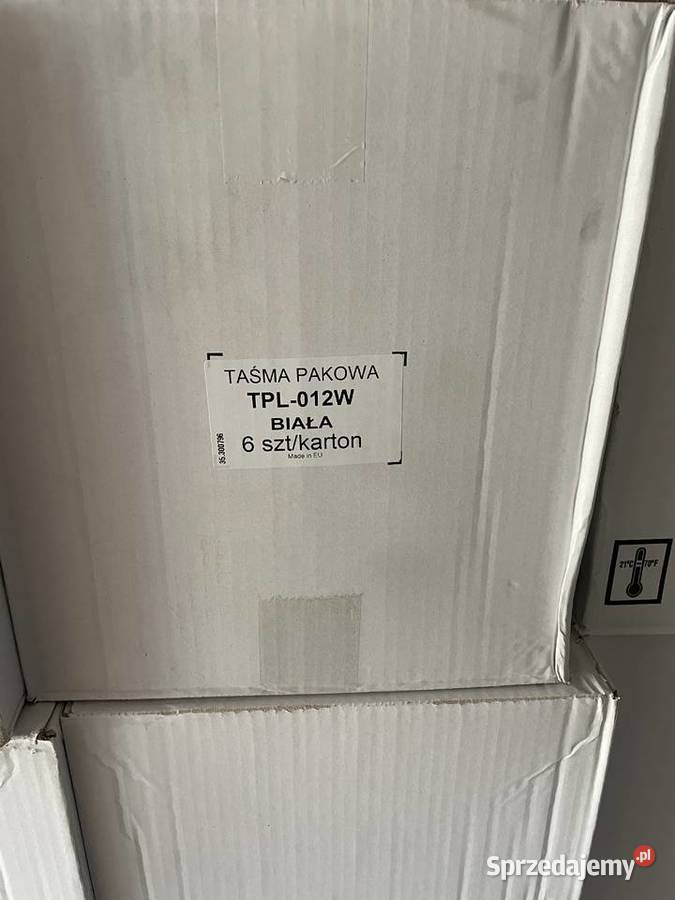 TAŚMA PAKOWA
TPL-012W
BIAŁA
6 szt/karton
Made in EU
35.300796
21°C 70°F
Sprzedajemy.pl